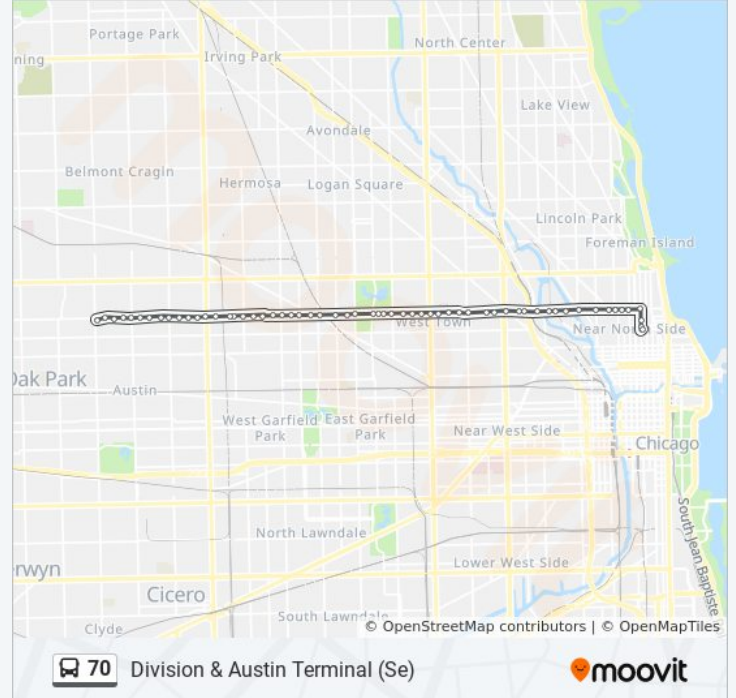 Portage Park
North Center
ning
Irving Park
Lake View
Avondale
Belmont Cragin
Hermosa
Logan Square
Lincoln Park
Foreman Island
West Town
Near North Side
Oak Park
Austin
West Garfield
Park
East Garfield
Park
Near West Side
Chicago
South Jean Baptiste
North Lawndale
rwyn
Lower West Side
Cicero
South Lawndale
Clyde
© OpenStreetMap contributors | © OpenMapTiles
70 Division & Austin Terminal (Se)
moovit